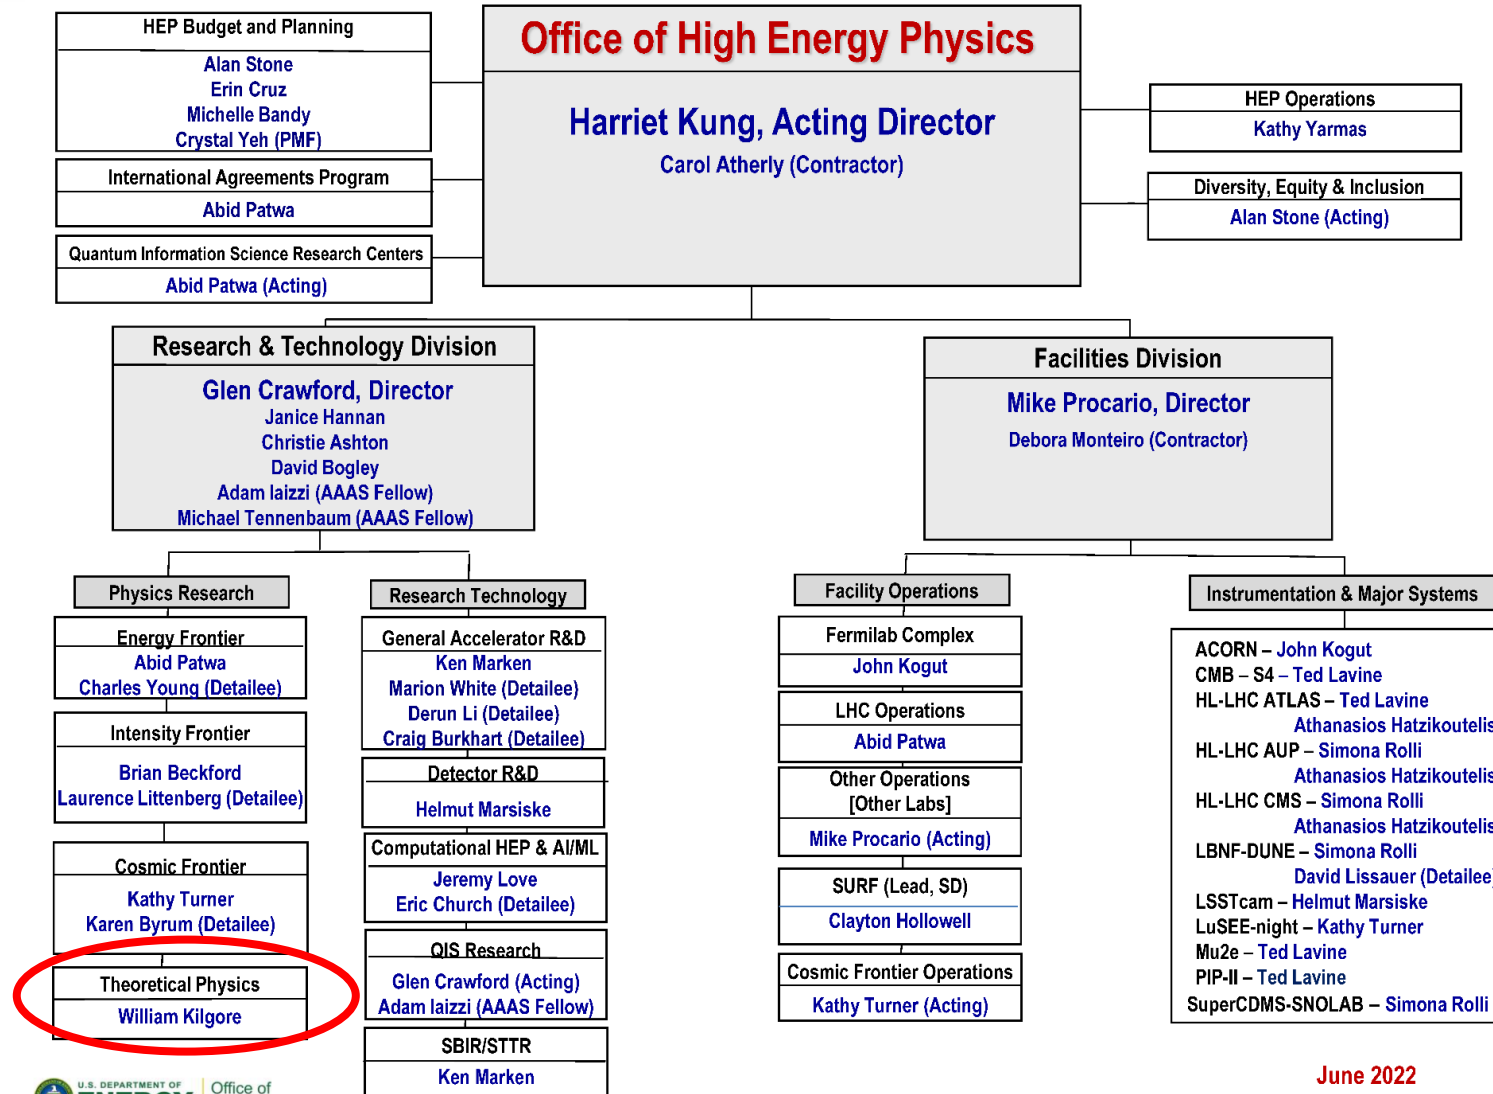 HEP Budget and Planning
Alan Stone
Erin Cruz
Michelle Bandy
Crystal Yeh (PMF)
International Agreements Program
Abid Patwa
Quantum Information Science Research Centers
Abid Patwa (Acting)
Office of High Energy Physics
Harriet Kung, Acting Director
Carol Atherly (Contractor)
HEP Operations
Kathy Yarmas
Diversity, Equity & Inclusion
Alan Stone (Acting)
Research & Technology Division
Glen Crawford, Director
Janice Hannan
Christie Ashton
David Bogley
Adam Iaizzi (AAAS Fellow)
Michael Tennenbaum (AAAS Fellow)
Facilities Division
Mike Procario, Director
Debora Monteiro (Contractor)
Physics Research
Energy Frontier
Abid Patwa
Charles Young (Detailee)
Intensity Frontier
Brian Beckford
Laurence Littenberg (Detailee)
Cosmic Frontier
Kathy Turner
Karen Byrum (Detailee)
Theoretical Physics
William Kilgore
Research Technology
General Accelerator R&D
Ken Marken
Marion White (Detailee)
Derun Li (Detailee)
Craig Burkhart (Detailee)
Detector R&D
Helmut Marsiske
Computational HEP & AI/ML
Jeremy Love
Eric Church (Detailee)
QIS Research
Glen Crawford (Acting)
Adam Iaizzi (AAAS Fellow)
SBIR/STTR
Ken Marken
Facility Operations
Fermilab Complex
John Kogut
LHC Operations
Abid Patwa
Other Operations
[Other Labs]
Mike Procario (Acting)
SURF (Lead, SD)
Clayton Hollowell
Cosmic Frontier Operations
Kathy Turner (Acting)
Instrumentation & Major Systems
ACORN – John Kogut
CMB – S4 – Ted Lavine
HL-LHC ATLAS – Ted Lavine
Athanasios Hatzikoutelis
HL-LHC AUP – Simona Rolli
Athanasios Hatzikoutelis
HL-LHC CMS – Simona Rolli
Athanasios Hatzikoutelis
LBNF-DUNE – Simona Rolli
David Lissauer (Detailee)
LSSTcam – Helmut Marsiske
LuSEE-night – Kathy Turner
Mu2e – Ted Lavine
PIP-II – Ted Lavine
SuperCDMS-SNOLAB – Simona Rolli
June 2022
U.S. DEPARTMENT OF
ENERGY
Office of